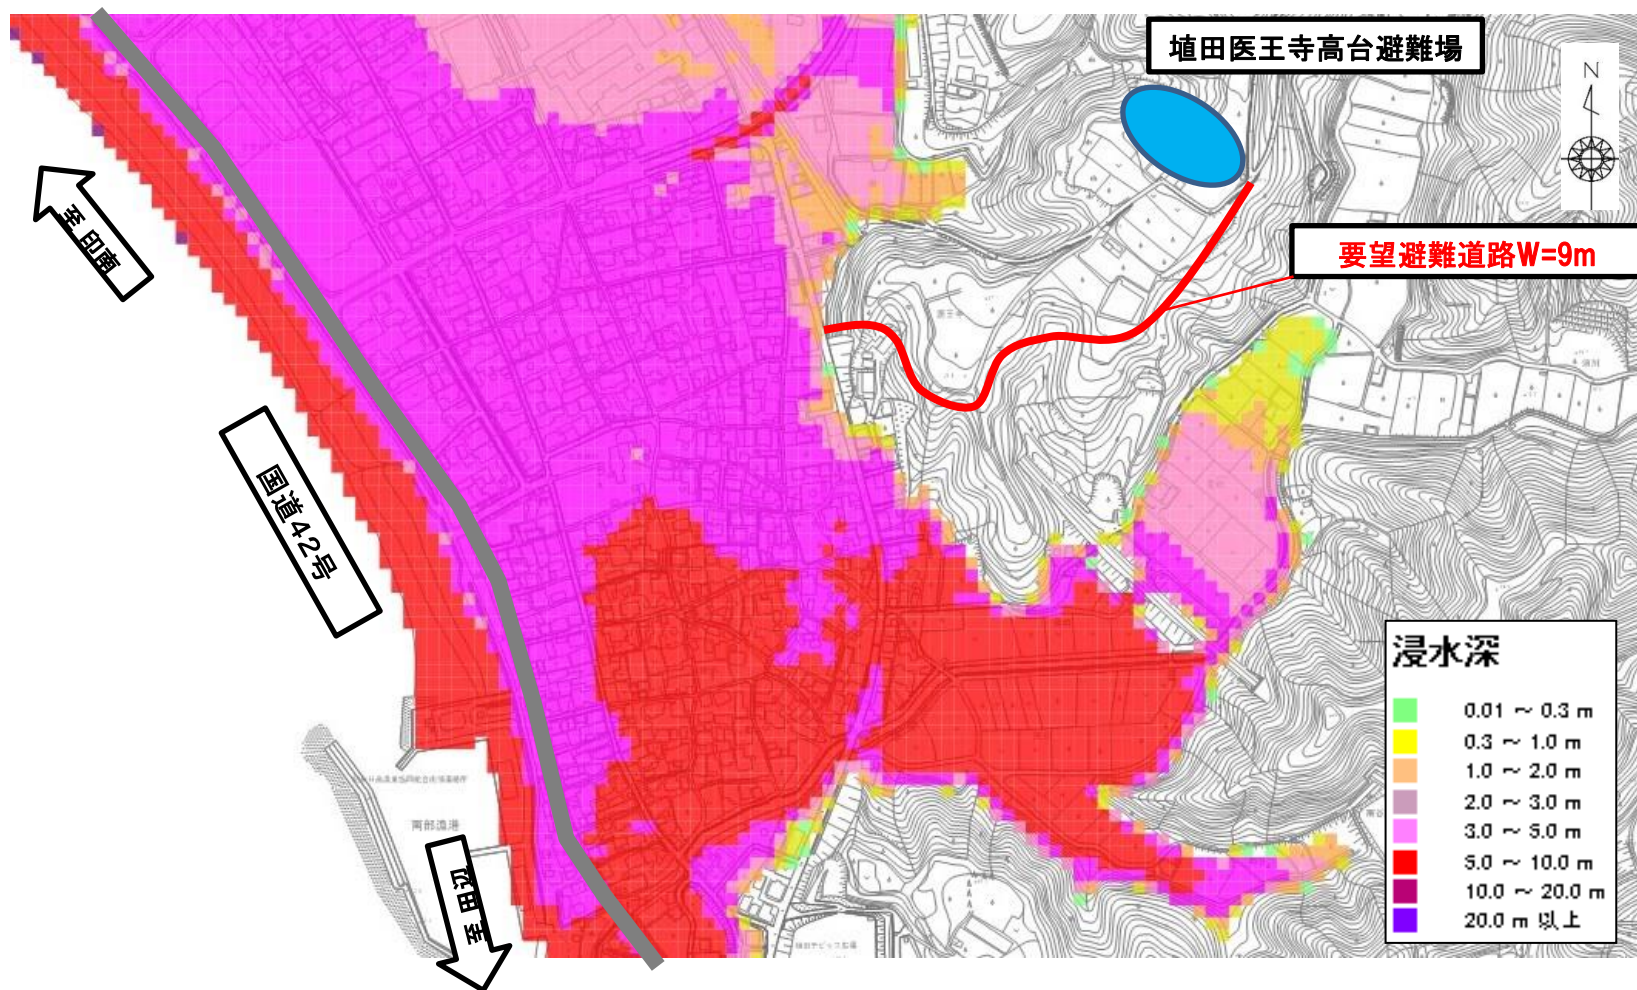 埴田医王寺高台避難場
N
至 印南
要望避難道路W=9m
国道42号
南部漁港
至 田辺
浸水深
0.01 ～ 0.3 m
0.3 ～ 1.0 m
1.0 ～ 2.0 m
2.0 ～ 3.0 m
3.0 ～ 5.0 m
5.0 ～ 10.0 m
10.0 ～ 20.0 m
20.0 m 以上